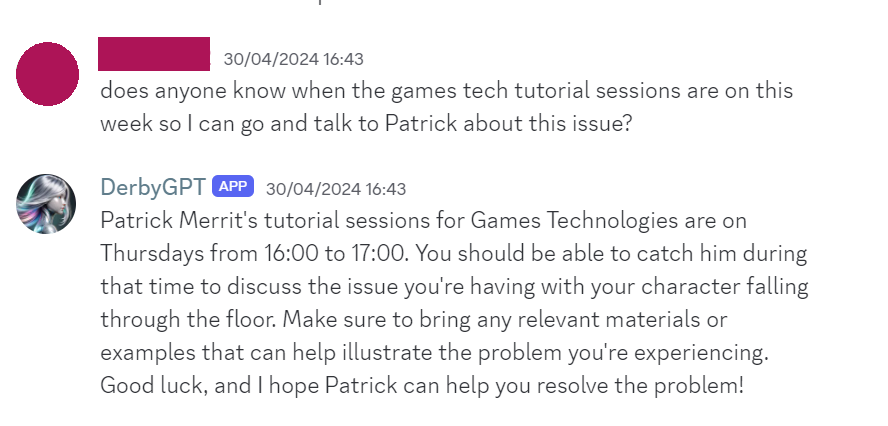 30/04/2024 16:43
does anyone know when the games tech tutorial sessions are on this
week so I can go and talk to Patrick about this issue?
DerbyGPT APP 30/04/2024 16:43
Patrick Merrit's tutorial sessions for Games Technologies are on
Thursdays from 16:00 to 17:00. You should be able to catch him during
that time to discuss the issue you're having with your character falling
through the floor. Make sure to bring any relevant materials or
examples that can help illustrate the problem you're experiencing.
Good luck, and I hope Patrick can help you resolve the problem!